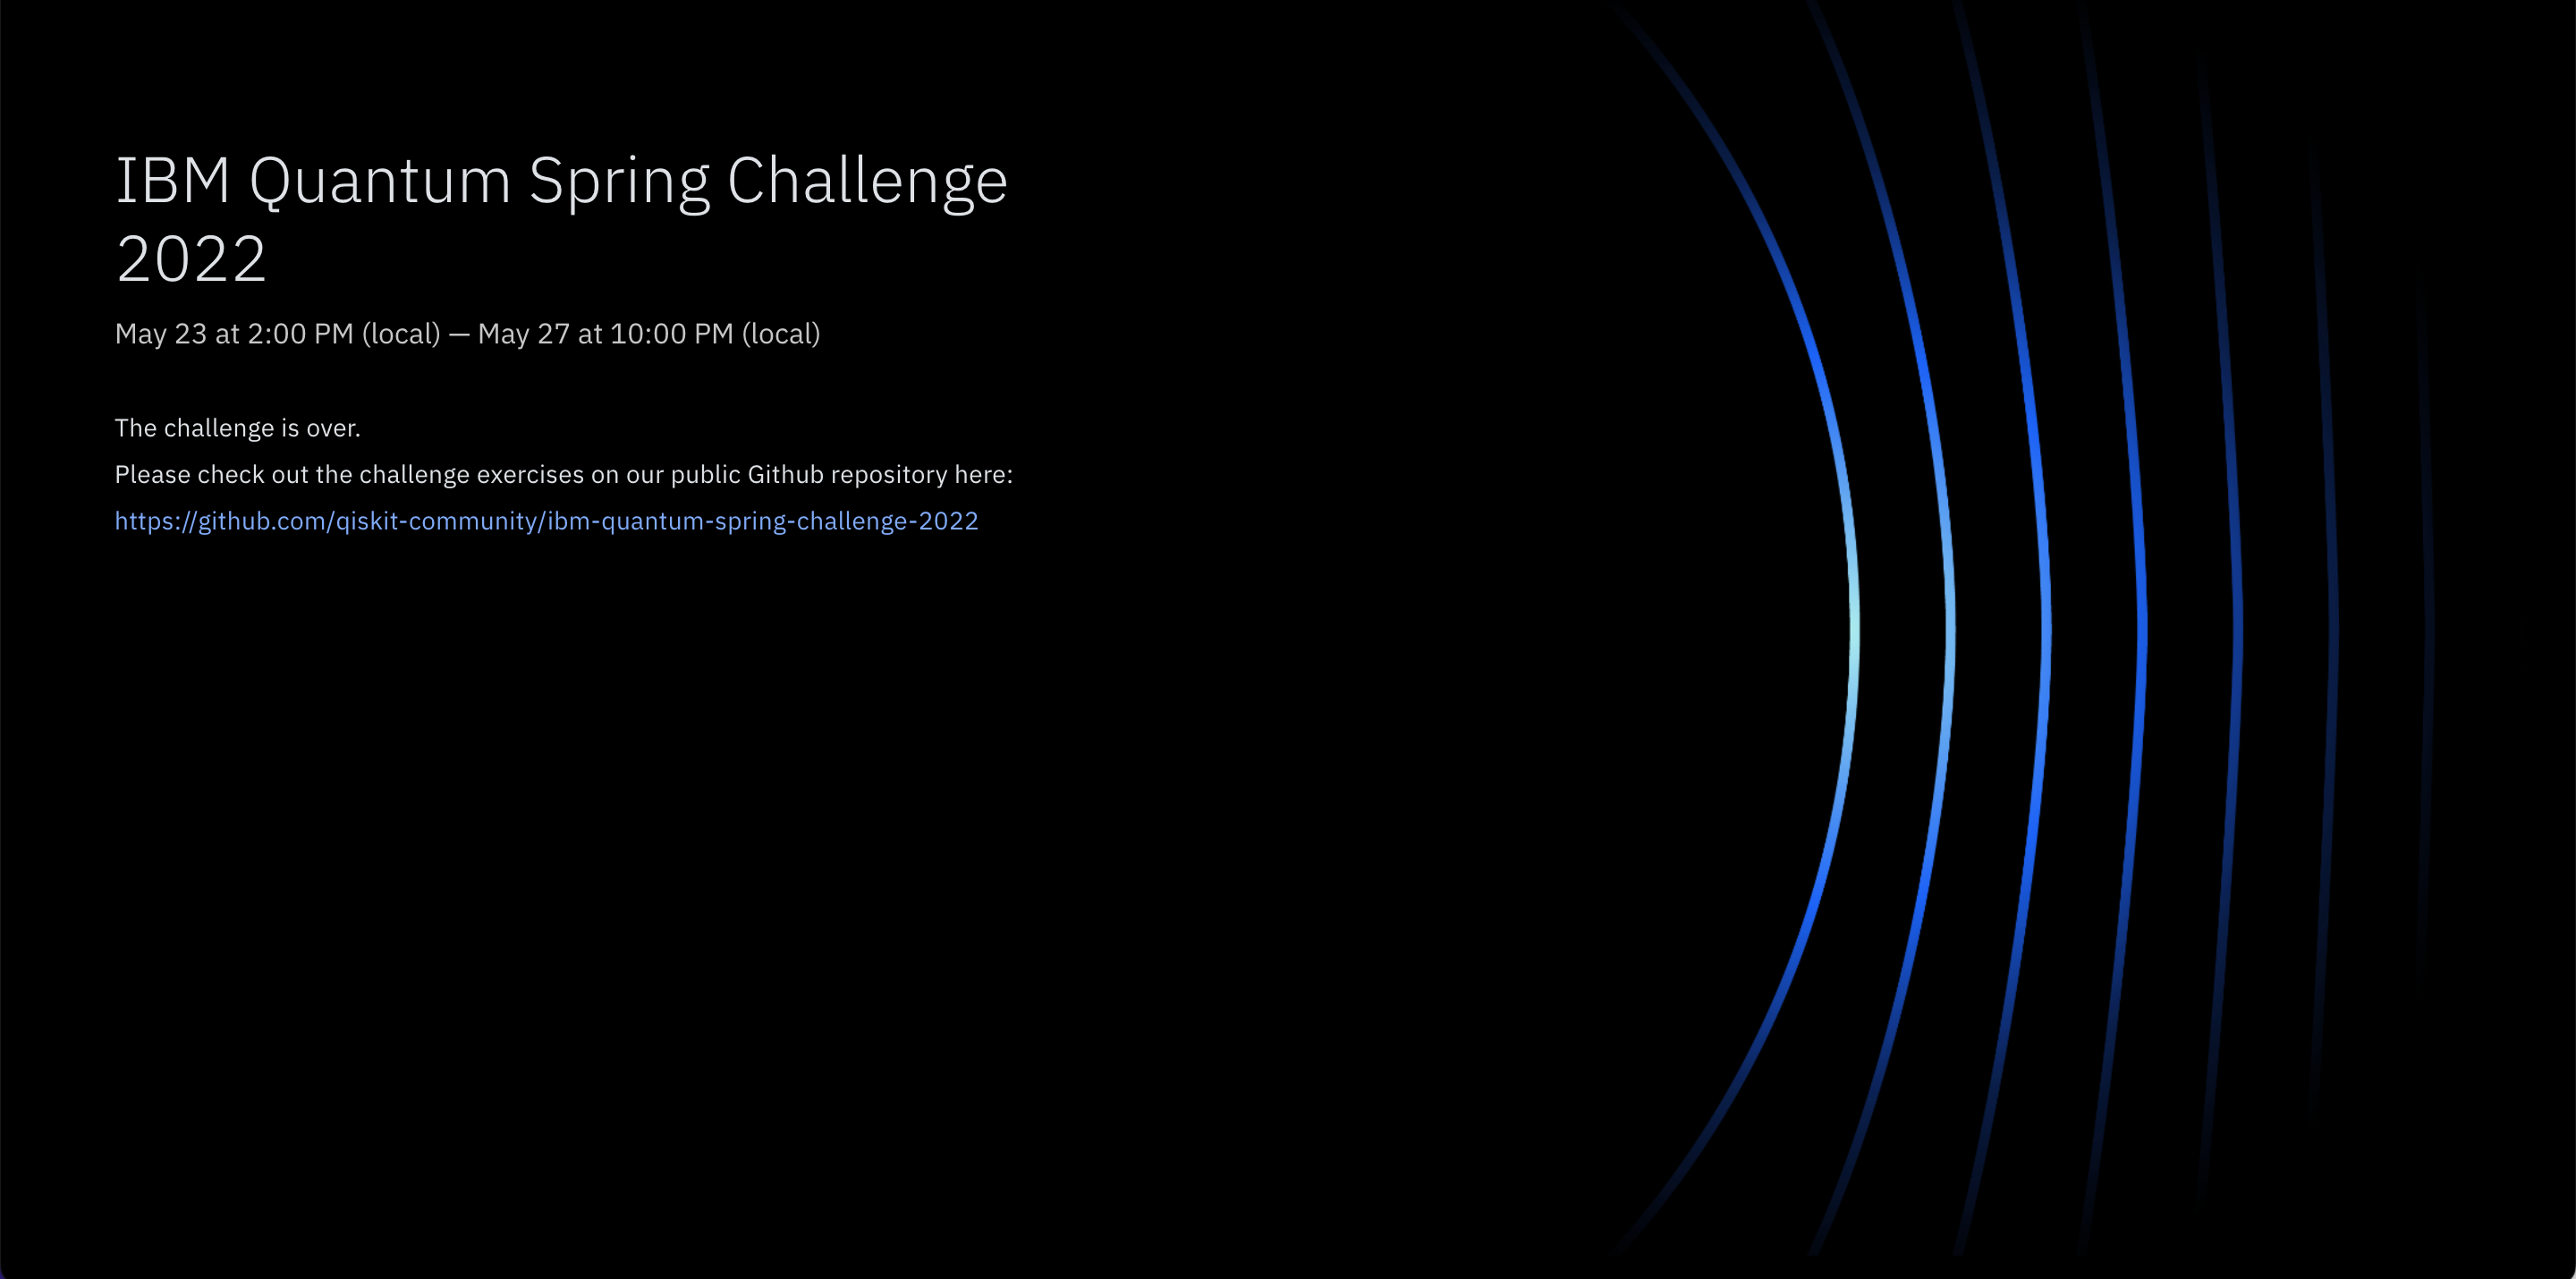 IBM Quantum Spring Challenge
2022
May 23 at 2:00 PM (local) — May 27 at 10:00 PM (local)
The challenge is over.
Please check out the challenge exercises on our public Github repository here:
https://github.com/qiskit-community/ibm-quantum-spring-challenge-2022